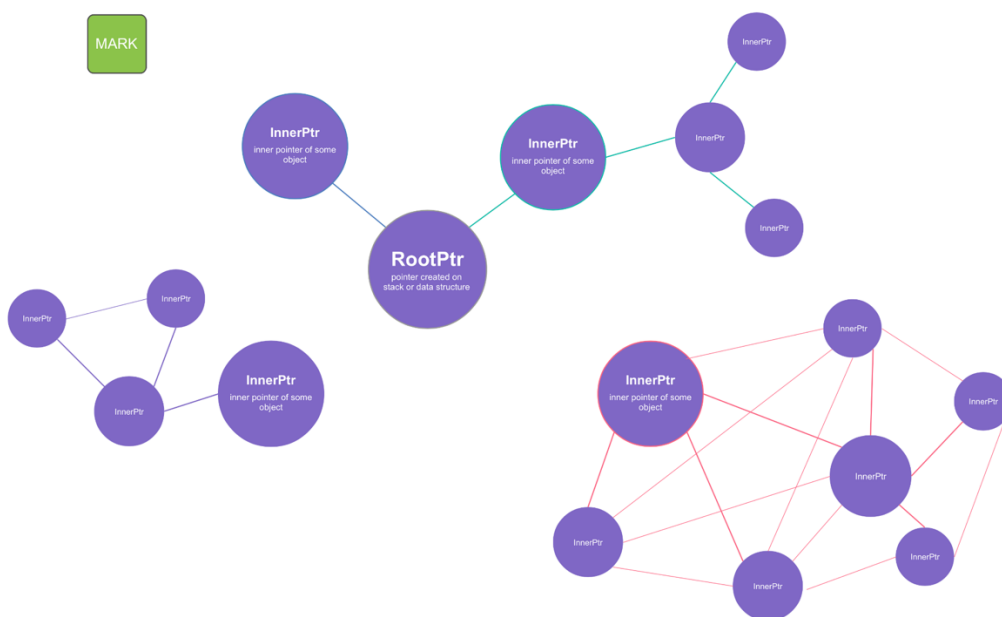 MARK
InnerPtr
InnerPtr
inner pointer of some
object
InnerPtr
inner pointer of some
object
InnerPtr
InnerPtr
RootPtr
pointer created on
stack or data structure
InnerPtr
InnerPtr
InnerPtr
InnerPtr
inner pointer of some
object
InnerPtr
InnerPtr
inner pointer of some
object
InnerPtr
InnerPtr
InnerPtr
InnerPtr
InnerPtr